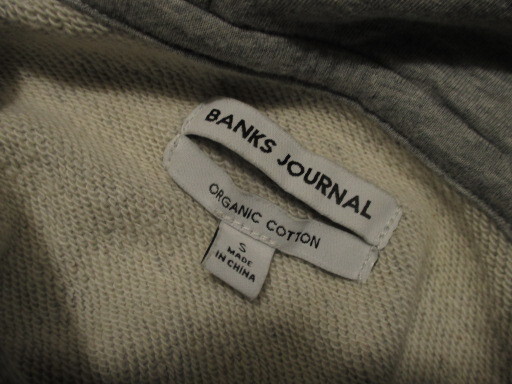 BANKS JOURNAL
ORGANIC COTTON
S
MADE
IN CHINA